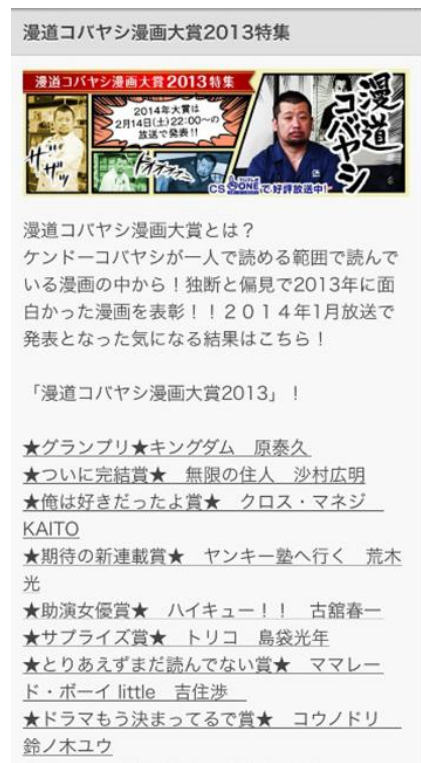 漫道コバヤシ漫画大賞2013特集
漫道コバヤシ漫画大賞2013特集
2014年大賞は
2月14日(土)22:00〜の
放送で発表!!
漫道
コバヤシ
ザザザッ
ドオオオォ
CS フジテレビ ONEで好評放送中!
漫道コバヤシ漫画大賞とは?
ケンドーコバヤシが一人で読める範囲で読んで
いる漫画の中から!独断と偏見で2013年に面
白かった漫画を表彰!!2014年1月放送で
発表となった気になる結果はこちら!
「漫道コバヤシ漫画大賞2013」!
★グランプリ★キングダム 原泰久
★ついに完結賞★ 無限の住人 沙村広明
★俺は好きだったよ賞★ クロス・マネジ
KAITO
★期待の新連載賞★ ヤンキー塾へ行く 荒木
光
★助演女優賞★ ハイキュー!! 古舘春一
★サプライズ賞★ トリコ 島袋光年
★とりあえずまだ読んでない賞★ ママレー
ド・ボーイ little 吉住渉
★ドラマもう決まってるで賞★ コウノドリ
鈴ノ木ユウ